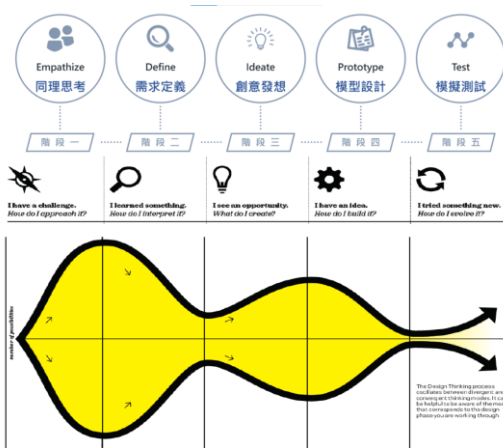 Empathize
同理思考
Define
需求定義
Ideate
創意發想
Prototype
模型設計
Test
模擬測試
階段一
階段二
階段三
階段四
階段五
I have a challenge.
How do I approach it?
I learned something.
How do I interpret it?
I see an opportunity.
What do I create?
I have an idea.
How do I build it?
I tried something new.
How do I evolve it?
number of possibilities
The Design Thinking process
oscillates between divergent and
convergent thinking modes. It can
be helpful to be aware of the mode
that corresponds to the design
phase you are working through